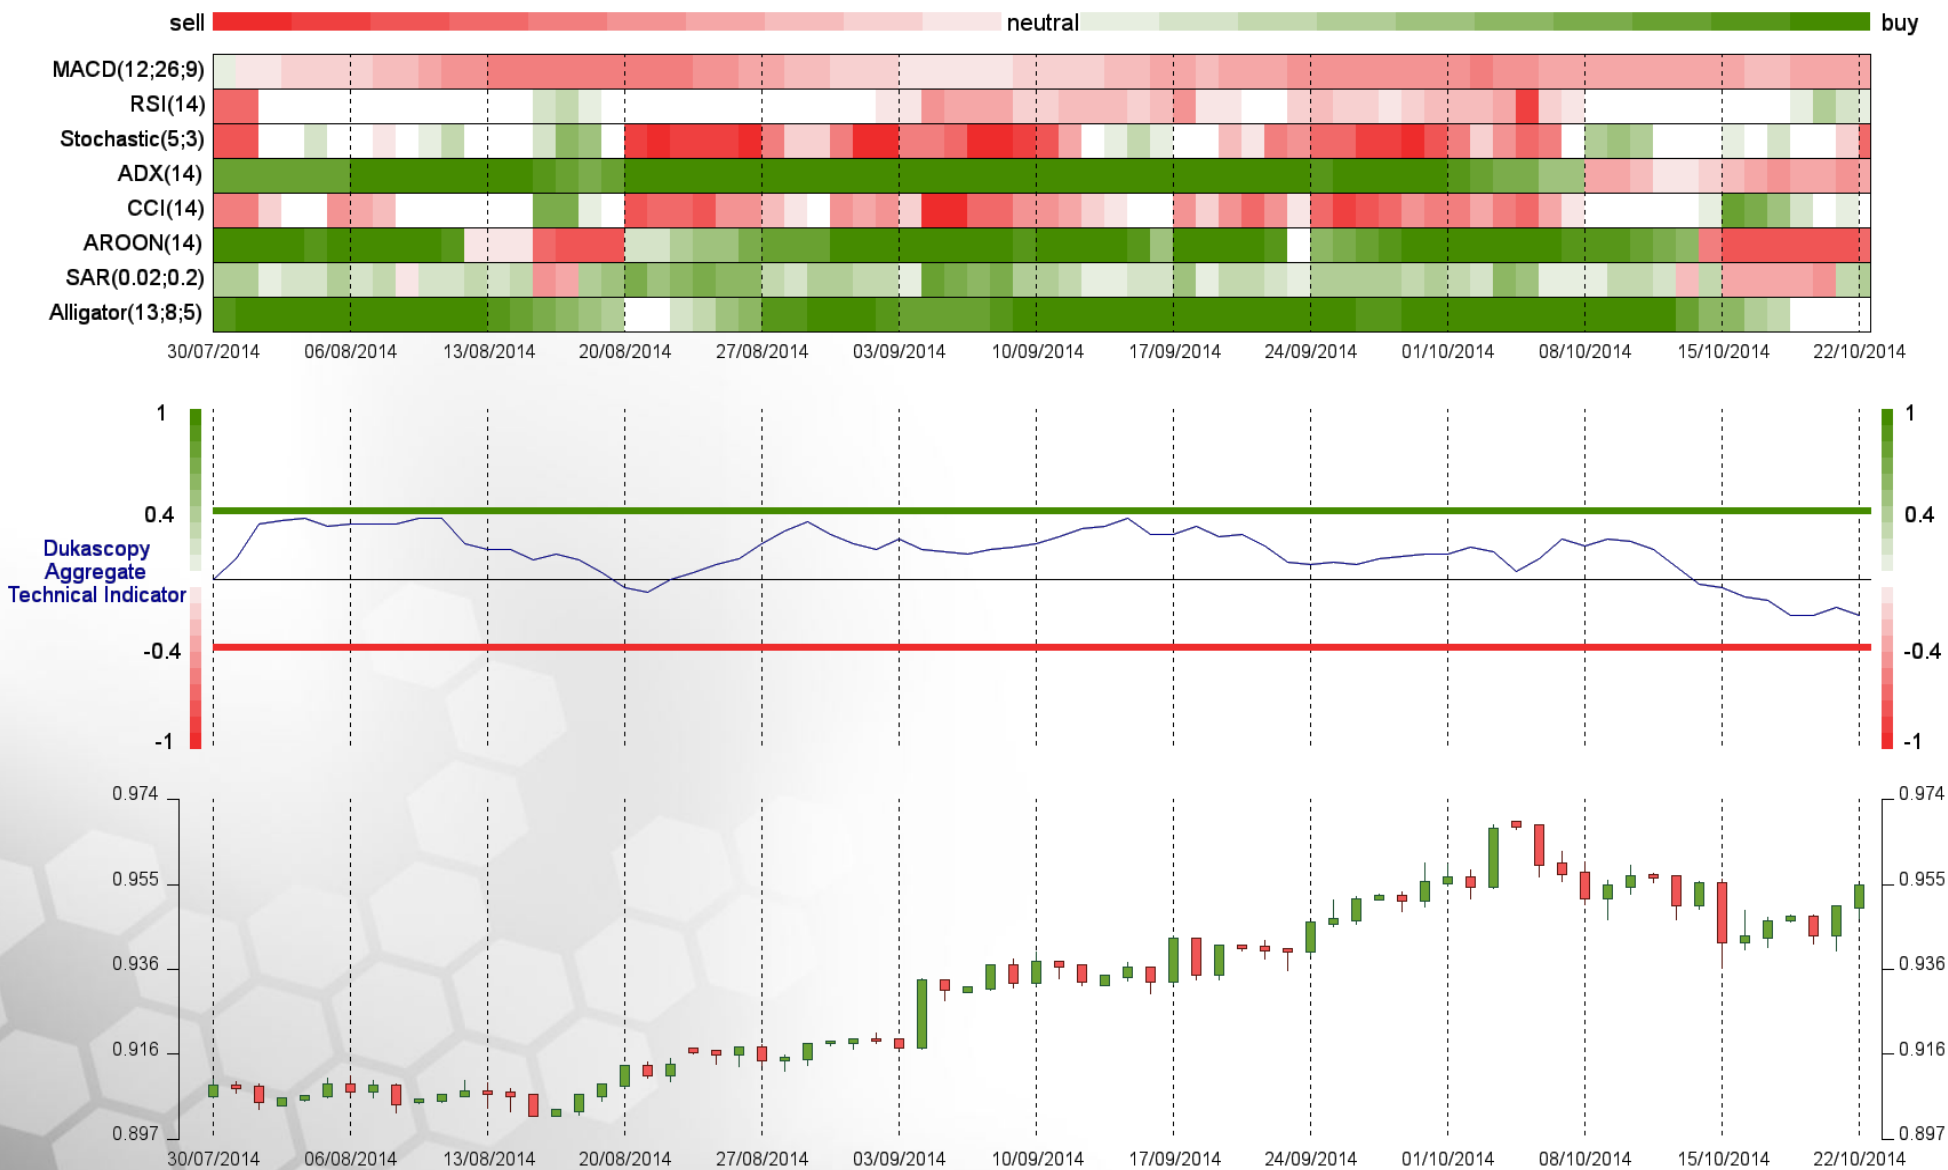 sell neutral buy
MACD(12;26;9)
RSI(14)
Stochastic(5;3)
ADX(14)
CCI(14)
AROON(14)
SAR(0.02;0.2)
Alligator(13;8;5)
30/07/2014 06/08/2014 13/08/2014 20/08/2014 27/08/2014 03/09/2014 10/09/2014 17/09/2014 24/09/2014 01/10/2014 08/10/2014 15/10/2014 22/10/2014
1 1
0.4 0.4
Dukascopy
Aggregate
Technical Indicator
-0.4 -0.4
-1 -1
0.974 0.974
0.955 0.955
0.936 0.936
0.916 0.916
0.897 0.897
30/07/2014 06/08/2014 13/08/2014 20/08/2014 27/08/2014 03/09/2014 10/09/2014 17/09/2014 24/09/2014 01/10/2014 08/10/2014 15/10/2014 22/10/2014